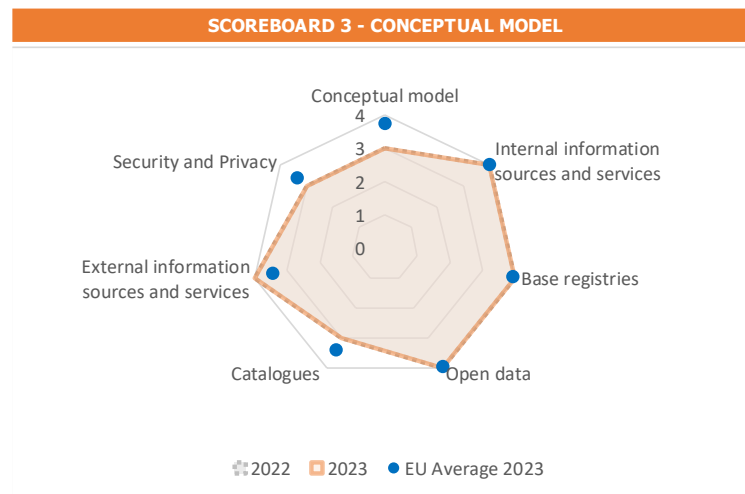 SCOREBOARD 3 - CONCEPTUAL MODEL
Conceptual model
4
3
2
1
0
Internal information
sources and services
Base registries
Open data
Catalogues
External information
sources and services
Security and Privacy
2022
2023
EU Average 2023